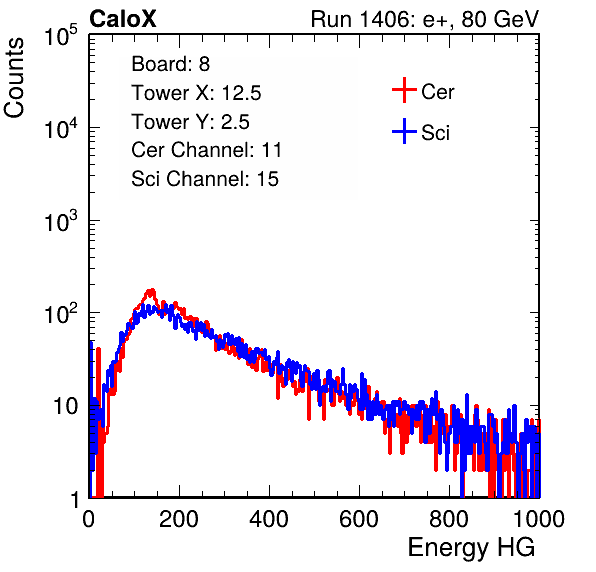 CaloX Run 1406: e+, 80 GeV
Counts
Board: 8
Tower X: 12.5
Tower Y: 2.5
Cer Channel: 11
Sci Channel: 15
Cer
Sci
10^5
10^4
10^3
10^2
10
1
0 200 400 600 800 1000
Energy HG